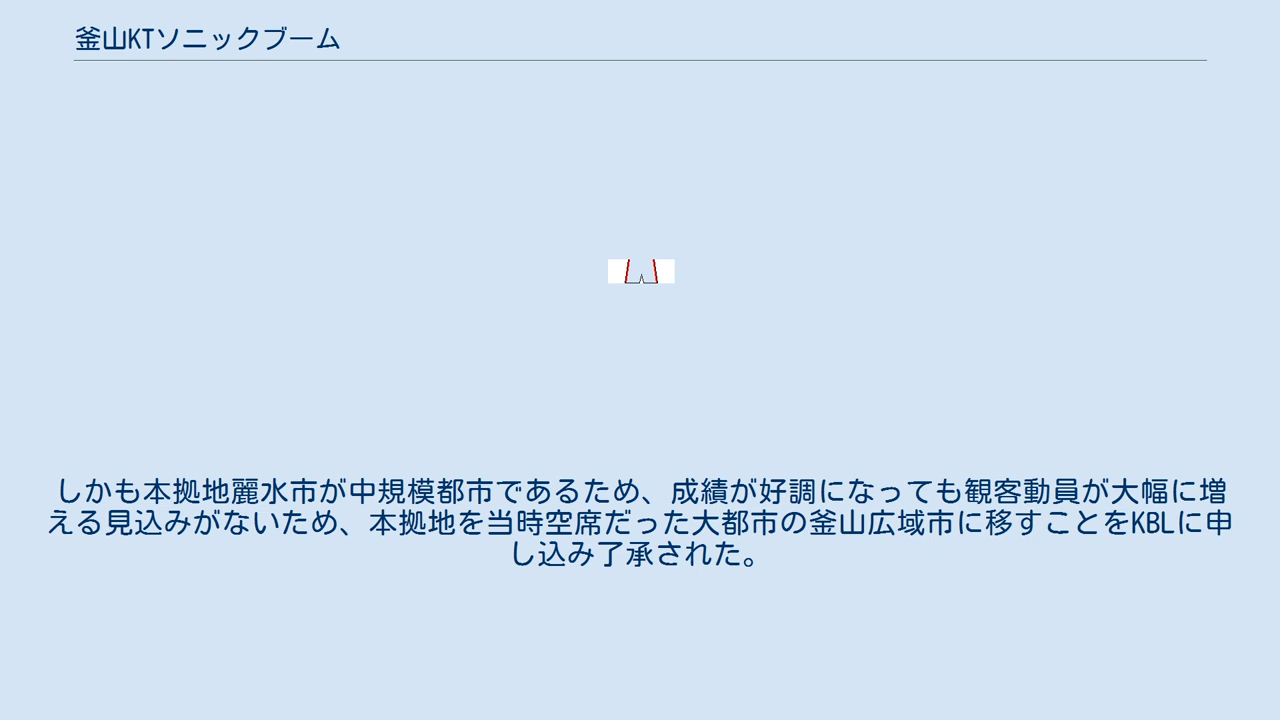 釜山KTソニックブーム
しかも本拠地麗水市が中規模都市であるため、成績が好調になっても観客動員が大幅に増
える見込みがないため、本拠地を当時空席だった大都市の釜山広域市に移すことをKBLに申
し込み了承された。